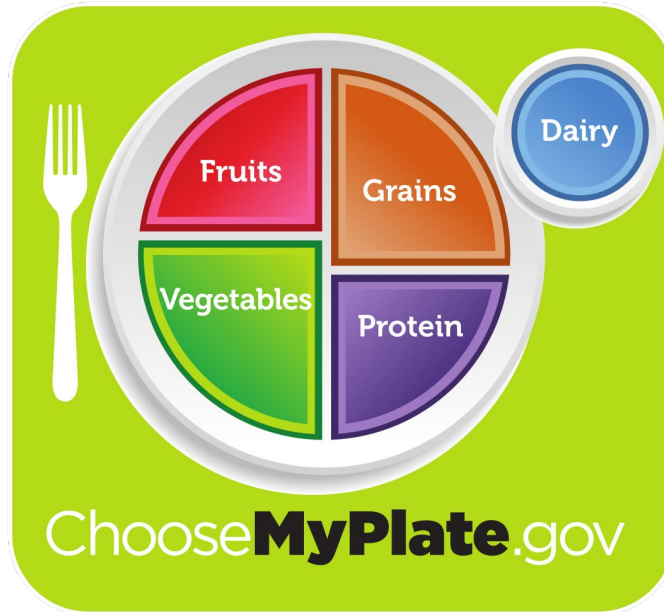 Fruits
Grains
Dairy
Vegetables
Protein
ChooseMyPlate.gov